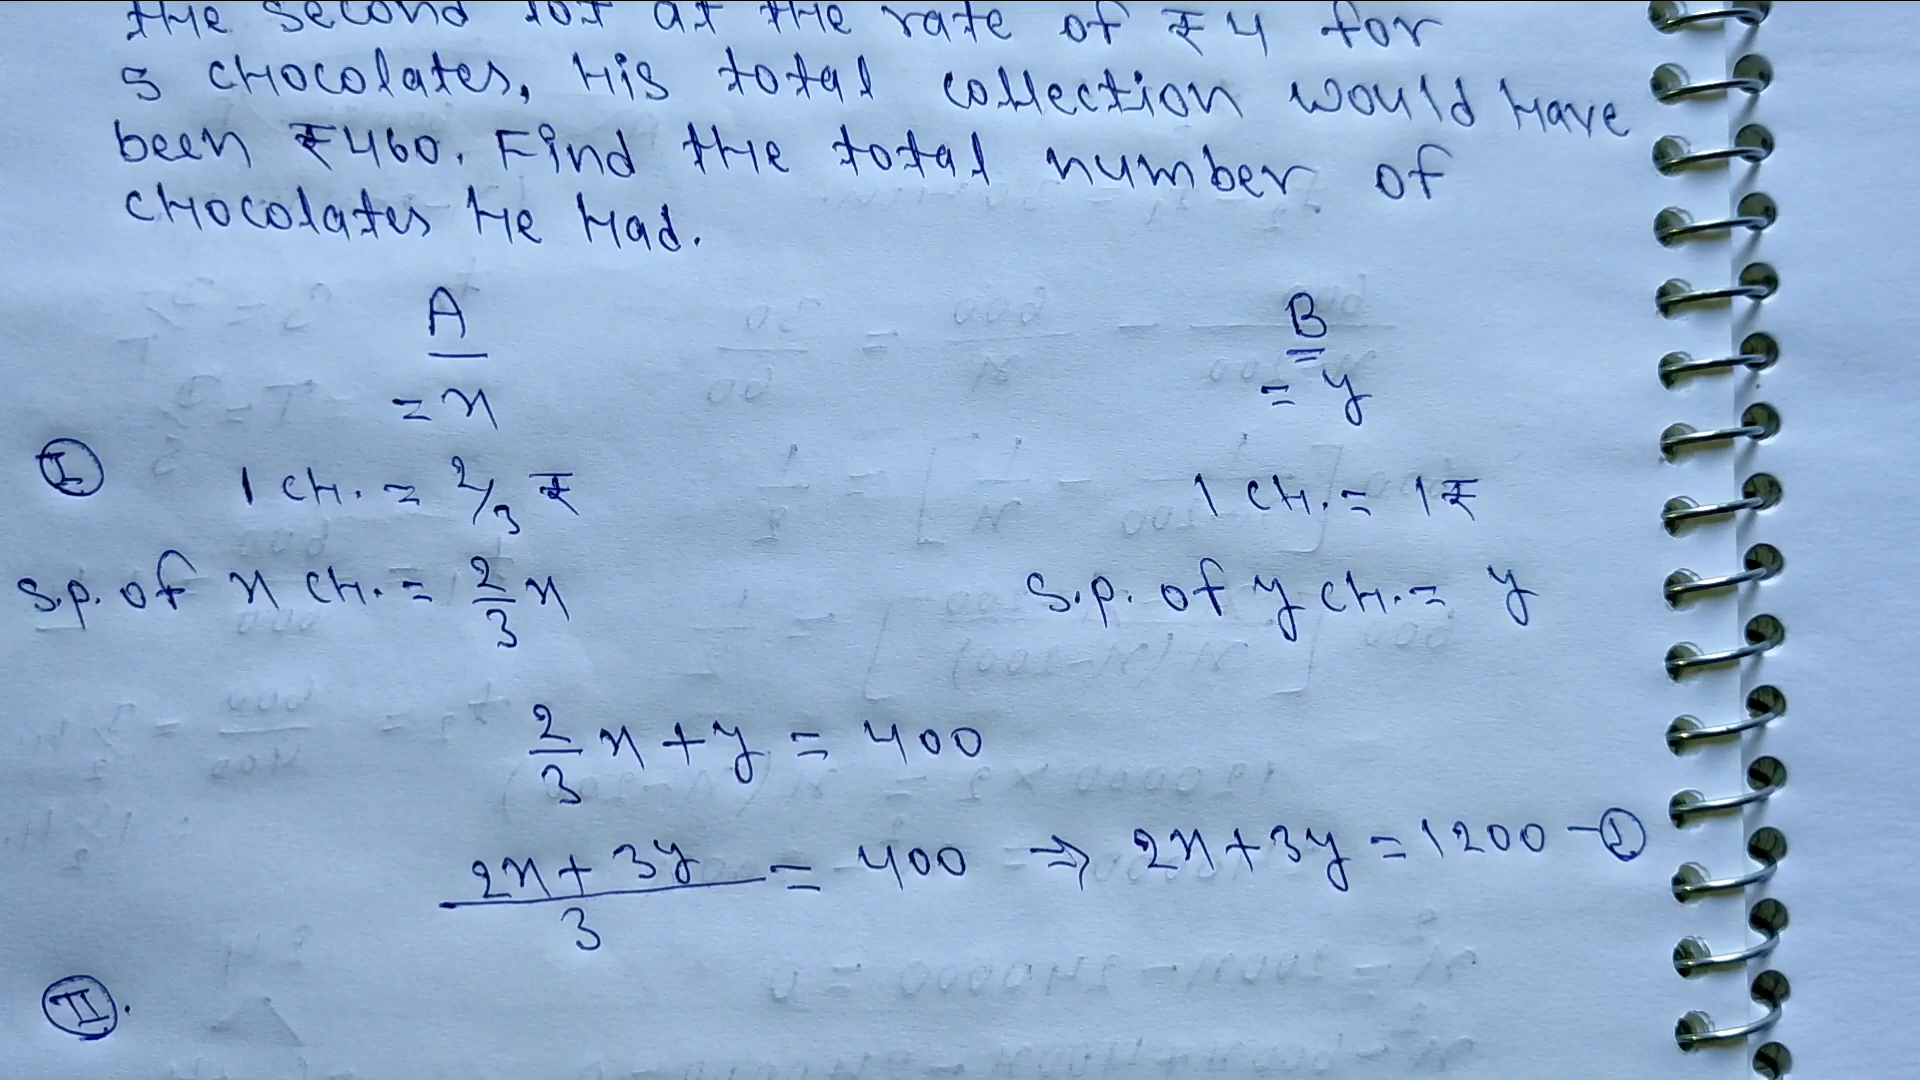 the second lot at the rate of ₹4 for
5 chocolates, His total collection would have
been ₹460. Find the total number of
chocolates He Had.
A B
= x = y
I 1 CH. = 2/3 ₹ 1 CH. = 1₹
S.P. of x CH. = 2/3 x S.P. of y CH. = y
2/3 x + y = 400
2x + 3y / 3 = 400 ⇒ 2x + 3y = 1200 - I
II.